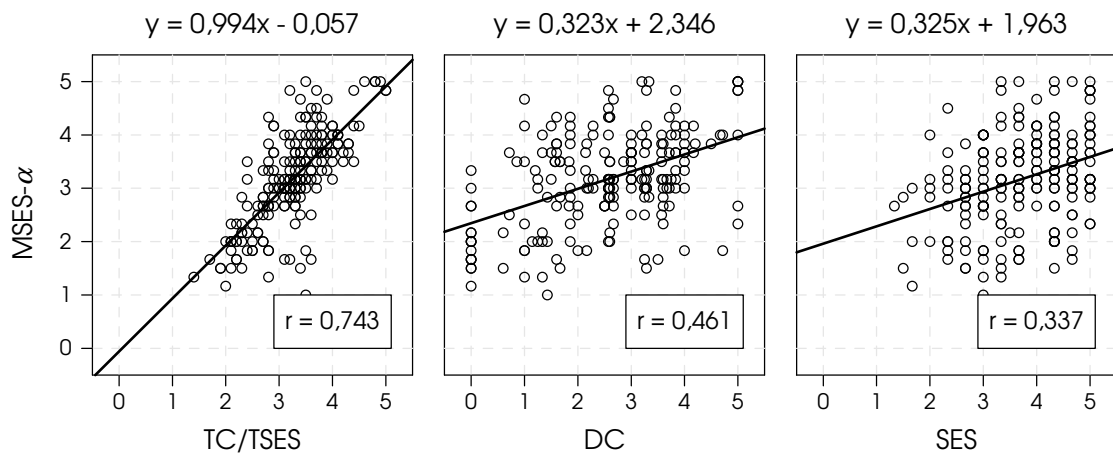 y = 0,994x - 0,057
y = 0,323x + 2,346
y = 0,325x + 1,963
MSES-α
5
4
3
2
1
0
r = 0,743
r = 0,461
r = 0,337
0 1 2 3 4 5
0 1 2 3 4 5
0 1 2 3 4 5
TC/TSES
DC
SES